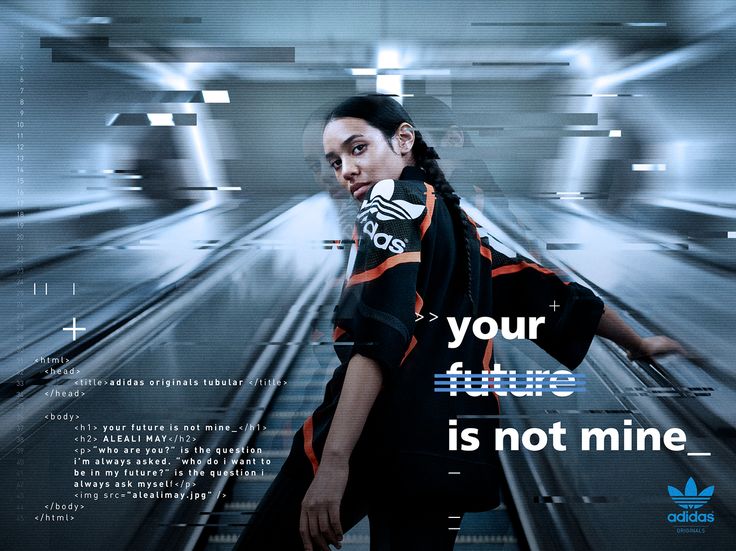 adidas
>> your +
future
is not mine_
<html>
<head>
<title>adidas originals tubular </title>
</head>
<body>
<h1> your future is not mine_</h1>
<h2> ALEALI MAY</h2>
<p>"who are you?" is the question
i'm always asked. "who do i want to
be in my future?" is the question i
always ask myself</p>
<img src="alealimay.jpg" />
</body>
</html>
adidas
ORIGINALS